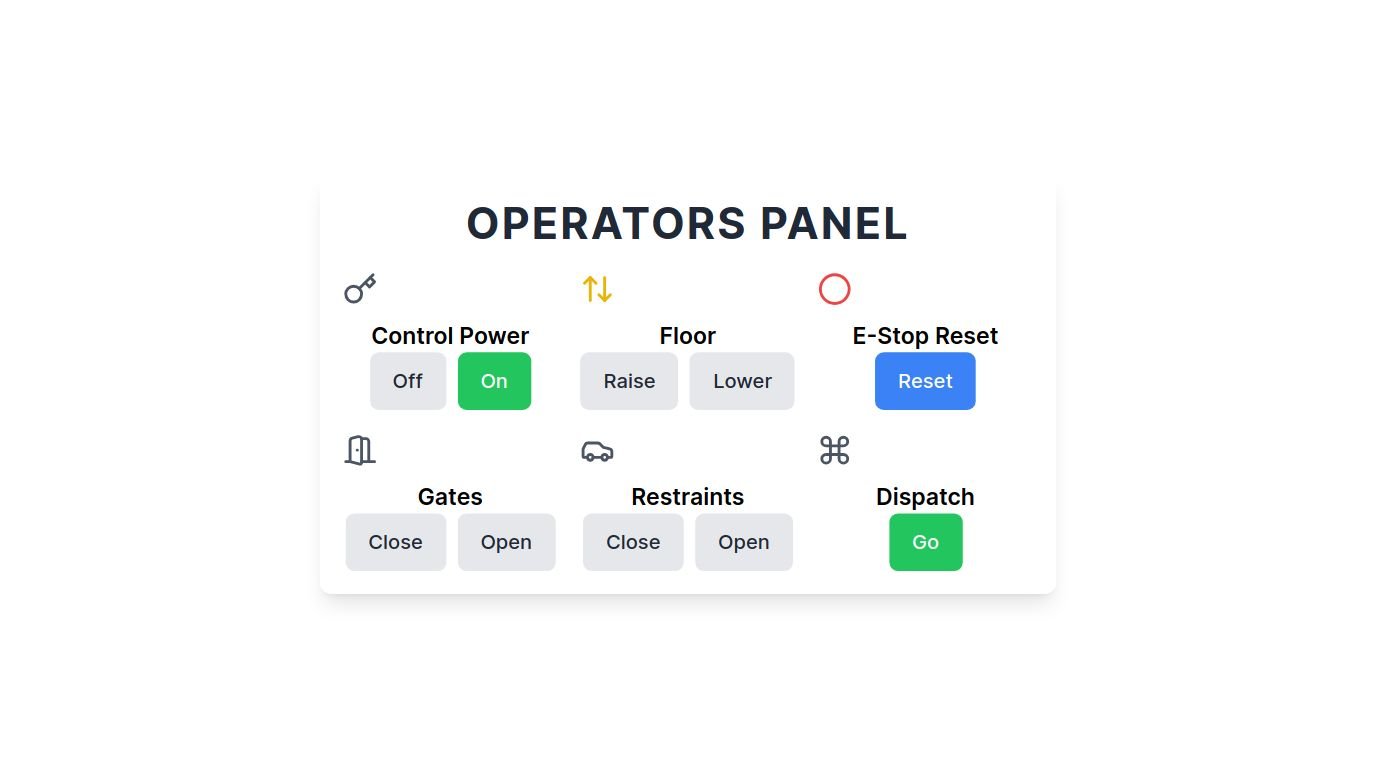 OPERATORS PANEL
Control Power
Off On
Floor
Raise Lower
E-Stop Reset
Reset
Gates
Close Open
Restraints
Close Open
Dispatch
Go